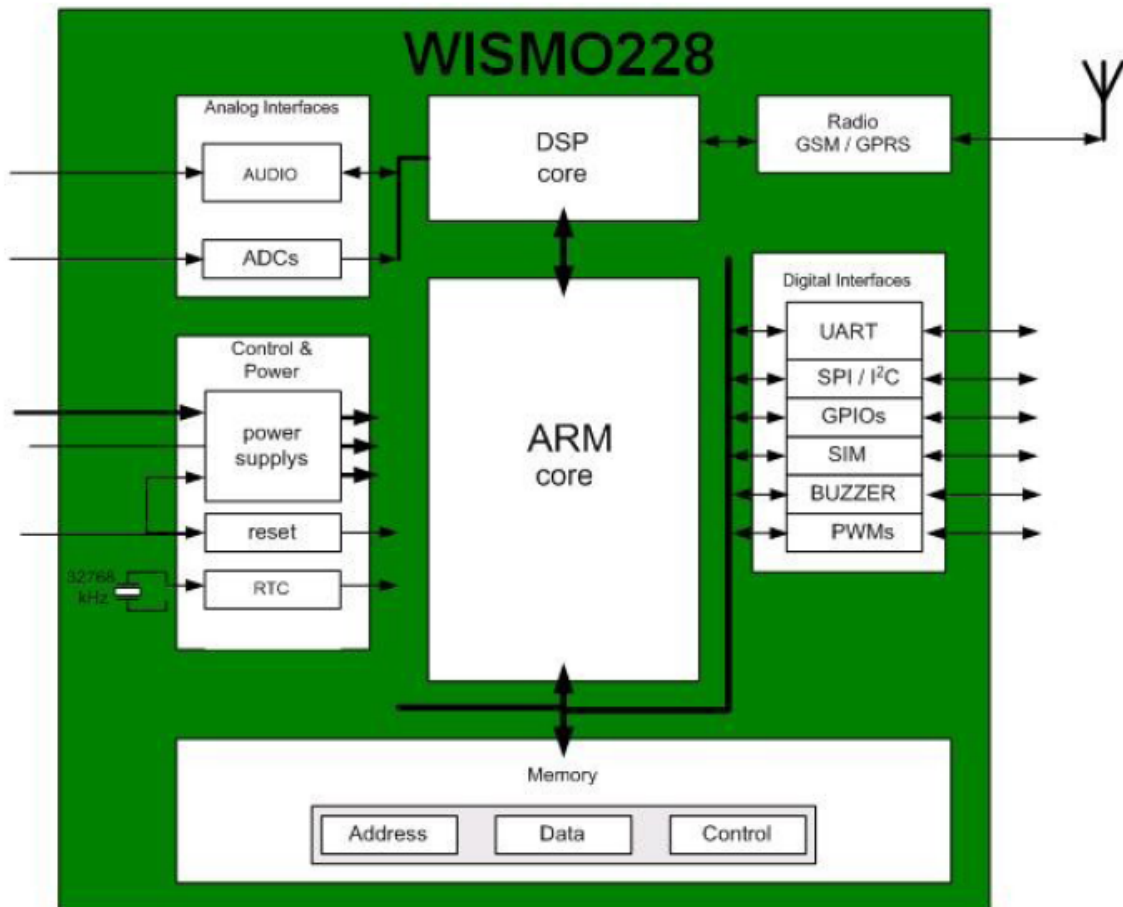 WISMO228
Analog Interfaces
AUDIO
ADCs
DSP
core
Radio
GSM / GPRS
Control &
Power
power
supplys
reset
32768
kHz
RTC
ARM
core
Digital Interfaces
UART
SPI / I²C
GPIOs
SIM
BUZZER
PWMs
Memory
Address
Data
Control